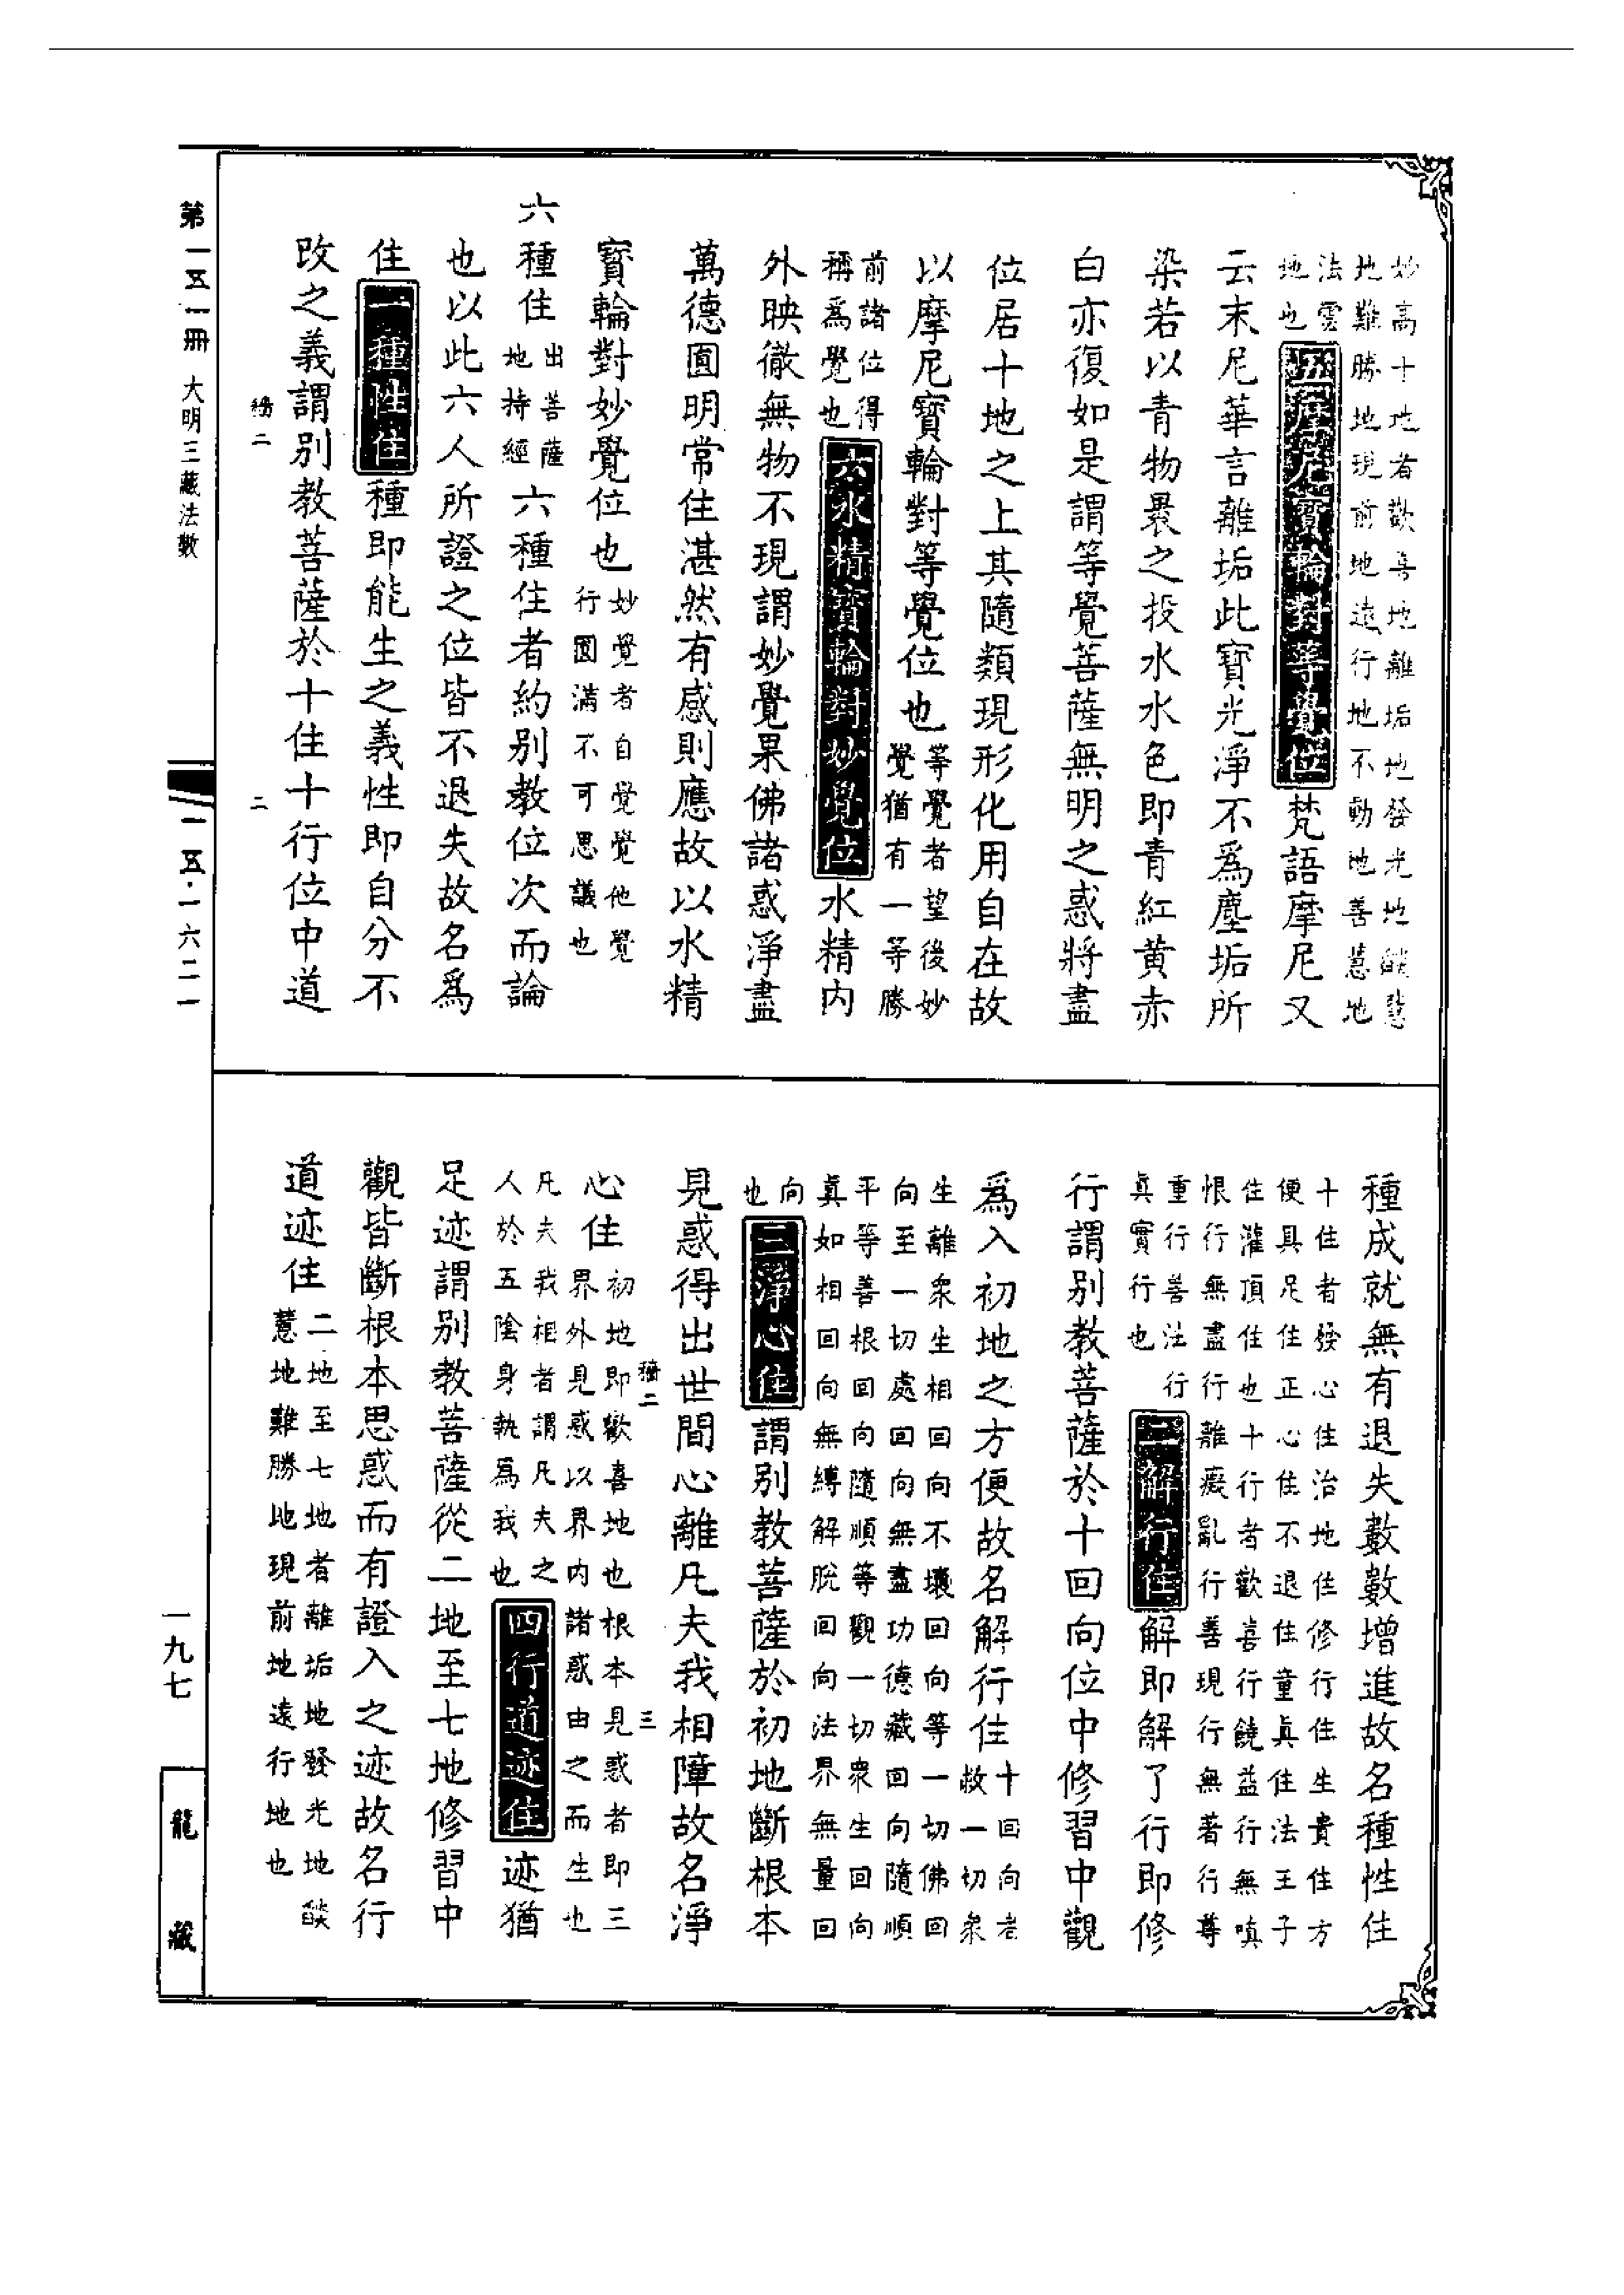 妙高十地者歡喜地離垢地發光地燄慧
地難勝地現前地遠行地不動地善慧地
法雲地也五摩尼寶輪對等覺位梵語摩尼又
云末尼華言離垢此寶光淨不爲塵垢所
染若以青物褁之投水水色即青紅黃赤
白亦復如是謂等覺菩薩無明之惑將盡
位居十地之上其隨類現形化用自在故
以摩尼寶輪對等覺位也等覺者望後妙覺猶有一等勝
前諸位得稱爲覺也六水精寶輪對妙覺位水精内
外映徹無物不現謂妙覺果佛諸惑淨盡
萬德圓明常住湛然有感則應故以水精
寶輪對妙覺位也妙覺者自覺覺他覺行圓滿不可思議也
六種住出菩薩地持經六種住者約別教位次而論
也以此六人所證之位皆不退失故名爲
住一種性住種即能生之義性即自分不
改之義謂別教菩薩於十住十行位中道
二
種成就無有退失數數增進故名種性住
十住者發心住治地住修行住生貴住方
便具足住正心住不退住童眞住法王子
住灌頂住也十行者歡喜行饒益行無嗔
恨行無盡行離癡亂行善現行無著行尊
重行善法行眞實行也二解行住解即解了行即修
行謂別教菩薩於十回向位中修習中觀
爲入初地之方便故名解行住十回向者救一切衆
生離衆生相回向不壞回向等一切佛回
向至一切處回向無盡功德藏回向隨順
平等善根回向隨順等觀一切衆生回向
眞如相回向無縛解脫回向法界無量回
向也三淨心住謂別教菩薩於初地斷根本
見惑得出世間心離凡夫我相障故名淨
二
三
心住初地即歡喜地也根本見惑者即三界外見惑以界内諸惑由之而生也
凡夫我相者謂凡夫之人於五陰身執爲我也四行道迹住迹猶
足迹謂別教菩薩從二地至七地修習中
觀皆斷根本思惑而有證入之迹故名行
道迹住二地至七地者離垢地發光地燄慧地難勝地現前地遠行地也
第一五一册 大明三藏法數
一五·一六二一
一九七
龍藏